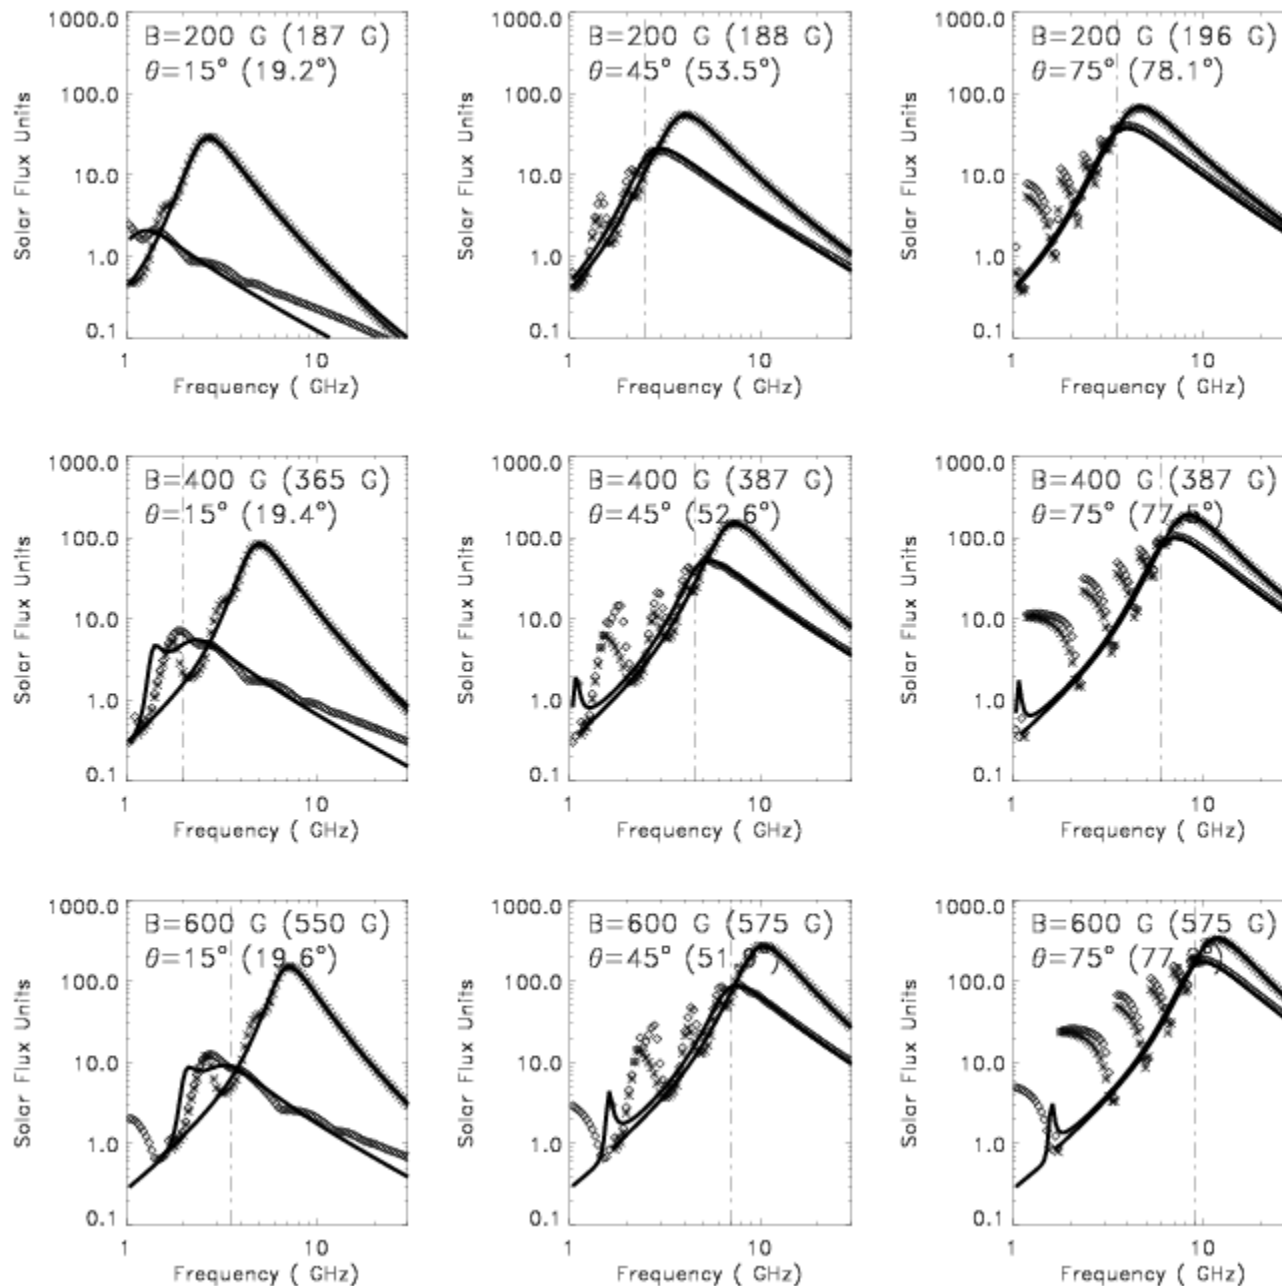 1000.0
B=200 G (187 G)
θ=15° (19.2°)
100.0
10.0
1.0
0.1
1
10
Solar Flux Units
Frequency ( GHz)
1000.0
B=200 G (188 G)
θ=45° (53.5°)
100.0
10.0
1.0
0.1
1
10
Solar Flux Units
Frequency ( GHz)
1000.0
B=200 G (196 G)
θ=75° (78.1°)
100.0
10.0
1.0
0.1
1
10
Solar Flux Units
Frequency ( GHz)
1000.0
B=400 G (365 G)
θ=15° (19.4°)
100.0
10.0
1.0
0.1
1
10
Solar Flux Units
Frequency ( GHz)
1000.0
B=400 G (387 G)
θ=45° (52.6°)
100.0
10.0
1.0
0.1
1
10
Solar Flux Units
Frequency ( GHz)
1000.0
B=400 G (387 G)
θ=75° (77.5°)
100.0
10.0
1.0
0.1
1
10
Solar Flux Units
Frequency ( GHz)
1000.0
B=600 G (550 G)
θ=15° (19.6°)
100.0
10.0
1.0
0.1
1
10
Solar Flux Units
Frequency ( GHz)
1000.0
B=600 G (575 G)
θ=45°
100.0
10.0
1.0
0.1
1
10
Solar Flux Units
Frequency ( GHz)
1000.0
B=600 G (575 G)
θ=75°
100.0
10.0
1.0
0.1
1
10
Solar Flux Units
Frequency ( GHz)